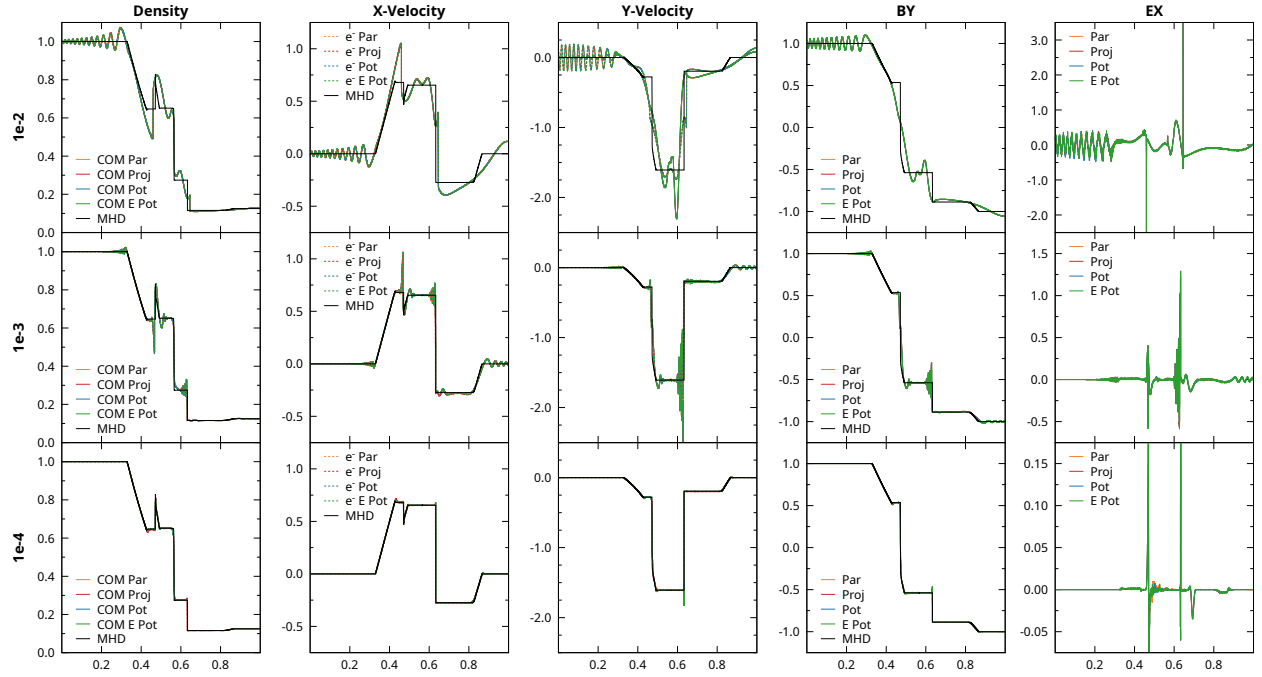 Density X-Velocity Y-Velocity BY EX
1e-2
1.0
0.8
0.6
0.4
0.2
0.0
COM Par
COM Proj
COM Pot
COM E Pot
MHD
1.0
0.5
0.0
-0.5
e- Par
e- Proj
e- Pot
e- E Pot
MHD
0.0
-1.0
-2.0
1.0
0.5
0.0
-0.5
-1.0
Par
Proj
Pot
E Pot
MHD
3.0
2.0
1.0
0.0
-1.0
-2.0
Par
Proj
Pot
E Pot
1e-3
1.0
0.8
0.6
0.4
0.2
0.0
COM Par
COM Proj
COM Pot
COM E Pot
MHD
1.0
0.5
0.0
-0.5
e- Par
e- Proj
e- Pot
e- E Pot
MHD
0.0
-1.0
-2.0
1.0
0.5
0.0
-0.5
-1.0
Par
Proj
Pot
E Pot
MHD
1.5
1.0
0.5
0.0
-0.5
Par
Proj
Pot
E Pot
1e-4
1.0
0.8
0.6
0.4
0.2
0.0
COM Par
COM Proj
COM Pot
COM E Pot
MHD
1.0
0.5
0.0
-0.5
e- Par
e- Proj
e- Pot
e- E Pot
MHD
0.0
-1.0
-2.0
1.0
0.5
0.0
-0.5
-1.0
Par
Proj
Pot
E Pot
MHD
0.15
0.10
0.05
0.00
-0.05
Par
Proj
Pot
E Pot
0.2 0.4 0.6 0.8 0.2 0.4 0.6 0.8 0.2 0.4 0.6 0.8 0.2 0.4 0.6 0.8 0.2 0.4 0.6 0.8